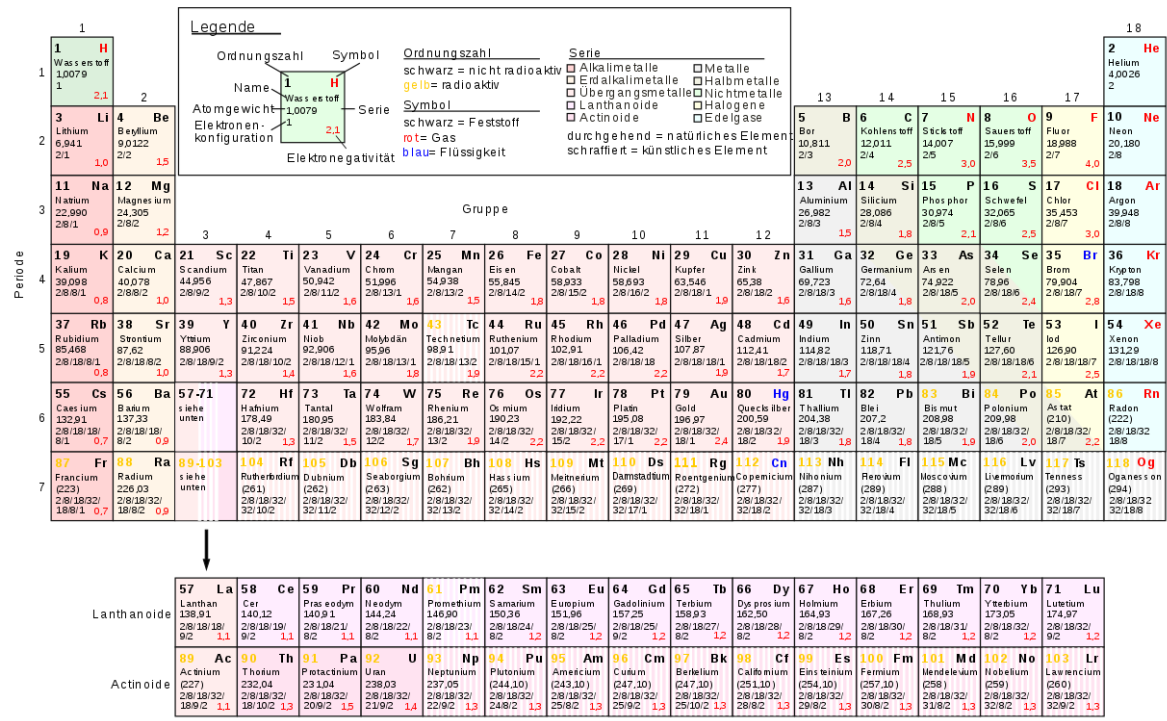 1
18
Legende
Ordnungszahl
Symbol
Name
Atomgewicht
Elektronen-
konfiguration
Serie
Elektronegativität
1 H
Wasserstoff
1,0079
1
2,1
Ordnungszahl
schwarz = nicht radioaktiv
gelb = radioaktiv
Symbol
schwarz = Feststoff
rot = Gas
blau = Flüssigkeit
Serie
Alkalimetalle
Erdalkalimetalle
Übergangsmetalle
Lanthanoide
Actinoide
Metalle
Halbmetalle
Nichtmetalle
Halogene
Edelgase
durchgehend = natürliches Element
schraffiert = künstliches Element
Periode
Gruppe
1
1 H
Wasserstoff
1,0079
1
2,1
2 He
Helium
4,0026
2
2
13
14
15
16
17
2
3 Li
Lithium
6,941
2/1
1,0
4 Be
Beryllium
9,0122
2/2
1,5
5 B
Bor
10,811
2/3
2,0
6 C
Kohlenstoff
12,011
2/4
2,5
7 N
Stickstoff
14,007
2/5
3,0
8 O
Sauerstoff
15,999
2/6
3,5
9 F
Fluor
18,988
2/7
4,0
10 Ne
Neon
20,180
2/8
3
11 Na
Natrium
22,990
2/8/1
0,9
12 Mg
Magnesium
24,305
2/8/2
1,2
13 Al
Aluminium
26,982
2/8/3
1,5
14 Si
Silicium
28,086
2/8/4
1,8
15 P
Phosphor
30,974
2/8/5
2,1
16 S
Schwefel
32,065
2/8/6
2,5
17 Cl
Chlor
35,453
2/8/7
3,0
18 Ar
Argon
39,948
2/8/8
3
4
5
6
7
8
9
10
11
12
4
19 K
Kalium
39,098
2/8/8/1
0,8
20 Ca
Calcium
40,078
2/8/8/2
1,0
21 Sc
Scandium
44,956
2/8/9/2
1,3
22 Ti
Titan
47,867
2/8/10/2
1,5
23 V
Vanadium
50,942
2/8/11/2
1,6
24 Cr
Chrom
51,996
2/8/13/1
1,6
25 Mn
Mangan
54,938
2/8/13/2
1,5
26 Fe
Eisen
55,845
2/8/14/2
1,8
27 Co
Cobalt
58,933
2/8/15/2
1,8
28 Ni
Nickel
58,693
2/8/16/2
1,8
29 Cu
Kupfer
63,546
2/8/18/1
1,9
30 Zn
Zink
65,38
2/8/18/2
1,6
31 Ga
Gallium
69,723
2/8/18/3
1,6
32 Ge
Germanium
72,64
2/8/18/4
1,8
33 As
Arsen
74,922
2/8/18/5
2,0
34 Se
Selen
78,96
2/8/18/6
2,4
35 Br
Brom
79,904
2/8/18/7
2,8
36 Kr
Krypton
83,798
2/8/18/8
5
37 Rb
Rubidium
85,468
2/8/18/8/1
0,8
38 Sr
Strontium
87,62
2/8/18/8/2
1,0
39 Y
Yttium
88,906
2/8/18/9/2
1,3
40 Zr
Zirconium
91,224
2/8/18/10/2
1,4
41 Nb
Niob
92,906
2/8/18/12/1
1,6
42 Mo
Molybdän
95,96
2/8/18/13/1
1,8
43 Tc
Technetium
98,91
2/8/18/13/2
1,9
44 Ru
Ruthenium
101,07
2/8/18/15/1
2,2
45 Rh
Rhodium
102,91
2/8/18/16/1
2,2
46 Pd
Palladium
106,42
2/8/18/18
2,2
47 Ag
Silber
107,87
2/8/18/18/1
1,9
48 Cd
Cadmium
112,41
2/8/18/18/2
1,7
49 In
Indium
114,82
2/8/18/18/3
1,7
50 Sn
Zinn
118,71
2/8/18/18/4
1,8
51 Sb
Antimon
121,76
2/8/18/18/5
1,9
52 Te
Tellur
127,60
2/8/18/18/6
2,1
53 I
Iod
126,90
2/8/18/18/7
2,5
54 Xe
Xenon
131,29
2/8/18/18/8
6
55 Cs
Caesium
132,91
2/8/18/18/
8/1
0,7
56 Ba
Barium
137,33
2/8/18/18/
8/2
0,9
57-71
siehe
unten
72 Hf
Hafnium
178,49
2/8/18/32/
10/2
1,3
73 Ta
Tantal
180,95
2/8/18/32/
11/2
1,5
74 W
Wolfram
183,84
2/8/18/32/
12/2
1,7
75 Re
Rhenium
186,21
2/8/18/32/
13/2
1,9
76 Os
Osmium
190,23
2/8/18/32/
14/2
2,2
77 Ir
Iridium
192,22
2/8/18/32/
15/2
2,2
78 Pt
Platin
195,08
2/8/18/32/
17/1
2,2
79 Au
Gold
196,97
2/8/18/32/
18/1
2,4
80 Hg
Quecksilber
200,59
2/8/18/32/
18/2
1,9
81 Tl
Thallium
204,38
2/8/18/32/
18/3
1,8
82 Pb
Blei
207,2
2/8/18/32/
18/4
1,8
83 Bi
Bismut
208,98
2/8/18/32/
18/5
1,9
84 Po
Polonium
209,98
2/8/18/32/
18/6
2,0
85 At
Astat
(210)
2/8/18/32/
18/7
2,2
86 Rn
Radon
(222)
2/8/18/32
18/8
7
87 Fr
Francium
(223)
2/8/18/32/
18/8/1
0,7
88 Ra
Radium
226,03
2/8/18/32/
18/8/2
0,9
89-103
siehe
unten
104 Rf
Rutherfordium
(261)
2/8/18/32/
32/10/2
105 Db
Dubnium
(262)
2/8/18/32/
32/11/2
106 Sg
Seaborgium
(263)
2/8/18/32/
32/12/2
107 Bh
Bohrium
(262)
2/8/18/32/
32/13/2
108 Hs
Hassium
(265)
2/8/18/32/
32/14/2
109 Mt
Meitnerium
(266)
2/8/18/32/
32/15/2
110 Ds
Darmstadtium
(269)
2/8/18/32/
32/17/1
111 Rg
Roentgenium
(272)
2/8/18/32/
32/18/1
112 Cn
Copernicium
(277)
2/8/18/32/
32/18/2
113 Nh
Nihonium
(287)
2/8/18/32/
32/18/3
114 Fl
Flerovium
(289)
2/8/18/32/
32/18/4
115 Mc
Moscovium
(288)
2/8/18/32/
32/18/5
116 Lv
Livermorium
(289)
2/8/18/32/
32/18/6
117 Ts
Tenness
(293)
2/8/18/32/
32/18/7
118 Og
Oganesson
(294)
2/8/18/32
32/18/8
Lanthanoide
57 La
Lanthan
138,91
2/8/18/18/
9/2
1,1
58 Ce
Cer
140,12
2/8/18/19/
9/2
1,1
59 Pr
Praseodym
140,91
2/8/18/21/
8/2
1,1
60 Nd
Neodym
144,24
2/8/18/22/
8/2
1,1
61 Pm
Promethium
146,90
2/8/18/23/
8/2
1,1
62 Sm
Samarium
150,36
2/8/18/24/
8/2
1,2
63 Eu
Europium
151,96
2/8/18/25/
8/2
1,2
64 Gd
Gadolinium
157,25
2/8/18/25/
9/2
1,2
65 Tb
Terbium
158,93
2/8/18/27/
8/2
1,2
66 Dy
Dysprosium
162,50
2/8/18/28/
8/2
1,2
67 Ho
Holmium
164,93
2/8/18/29/
8/2
1,2
68 Er
Erbium
167,26
2/8/18/30/
8/2
1,2
69 Tm
Thulium
168,93
2/8/18/31/
8/2
1,2
70 Yb
Ytterbium
173,05
2/8/18/32/
8/2
1,2
71 Lu
Lutetium
174,97
2/8/18/32/
9/2
1,2
Actinoide
89 Ac
Actinium
(227)
2/8/18/32/
18/9/2
1,1
90 Th
Thorium
232,04
2/8/18/32/
18/10/2
1,3
91 Pa
Protactinium
231,04
2/8/18/32/
20/9/2
1,5
92 U
Uran
238,03
2/8/18/32/
21/9/2
1,4
93 Np
Neptunium
237,05
2/8/18/32/
22/9/2
1,3
94 Pu
Plutonium
(244,10)
2/8/18/32/
24/8/2
1,3
95 Am
Americium
(243,10)
2/8/18/32/
25/8/2
1,3
96 Cm
Curium
(247,10)
2/8/18/32/
25/9/2
1,3
97 Bk
Berkelium
(247,10)
2/8/18/32/
25/10/2
1,3
98 Cf
Californium
(251,10)
2/8/18/32/
28/8/2
1,3
99 Es
Einsteinium
(254,10)
2/8/18/32/
29/8/2
1,3
100 Fm
Fermium
(257,10)
2/8/18/32/
30/8/2
1,3
101 Md
Mendelevium
(258)
2/8/18/32/
31/8/2
1,3
102 No
Nobelium
(259)
2/8/18/32/
32/8/2
1,3
103 Lr
Lawrencium
(260)
2/8/18/32/
32/9/2
1,3